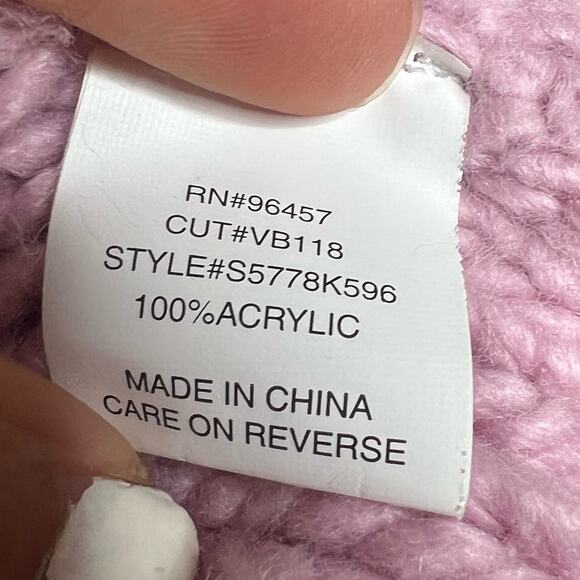 RN#96457
CUT#VB118
STYLE#S5778K596
100%ACRYLIC
MADE IN CHINA
CARE ON REVERSE